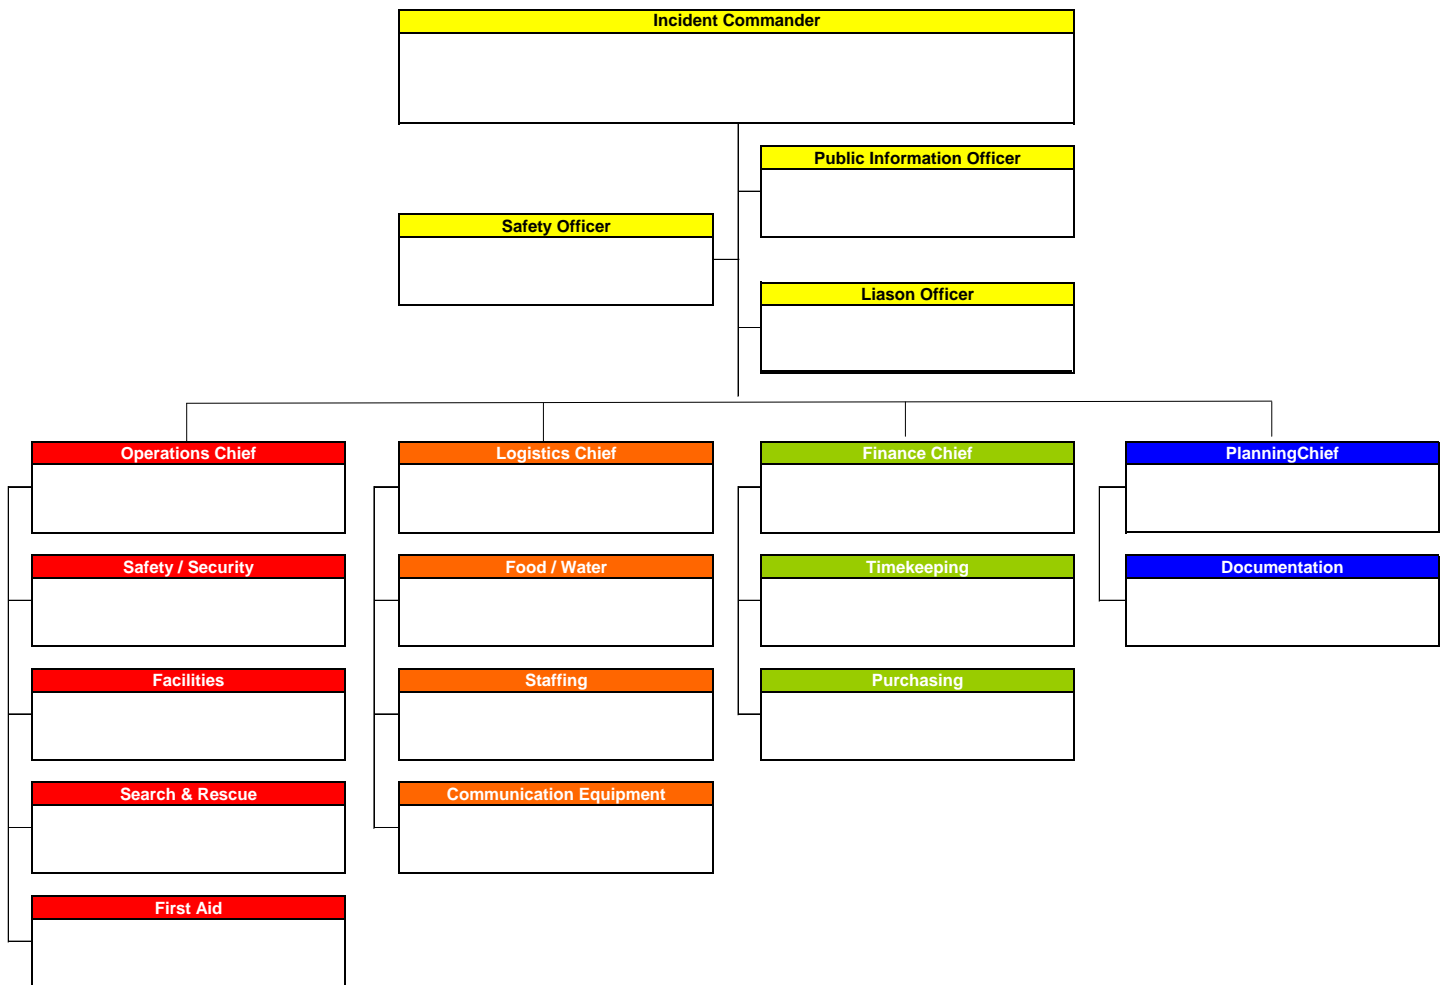 Incident Commander
Public Information Officer
Safety Officer
Liason Officer
Operations Chief
Logistics Chief
Finance Chief
PlanningChief
Safety / Security
Food / Water
Timekeeping
Documentation
Facilities
Staffing
Purchasing
Search & Rescue
Communication Equipment
First Aid